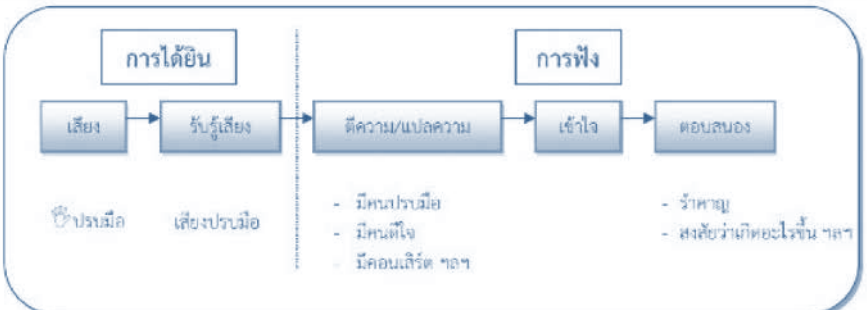 การได้ยิน
การฟัง
เสียง
รับรู้เสียง
ตีความ/แปลความ
เข้าใจ
ตอบสนอง
ปรบมือ
เสียงปรบมือ
- มีคนปรบมือ
- มีคนดีใจ
- มีคอนเสิร์ต ฯลฯ
- รำคาญ
- สงสัยว่าเกิดอะไรขึ้น ฯลฯ